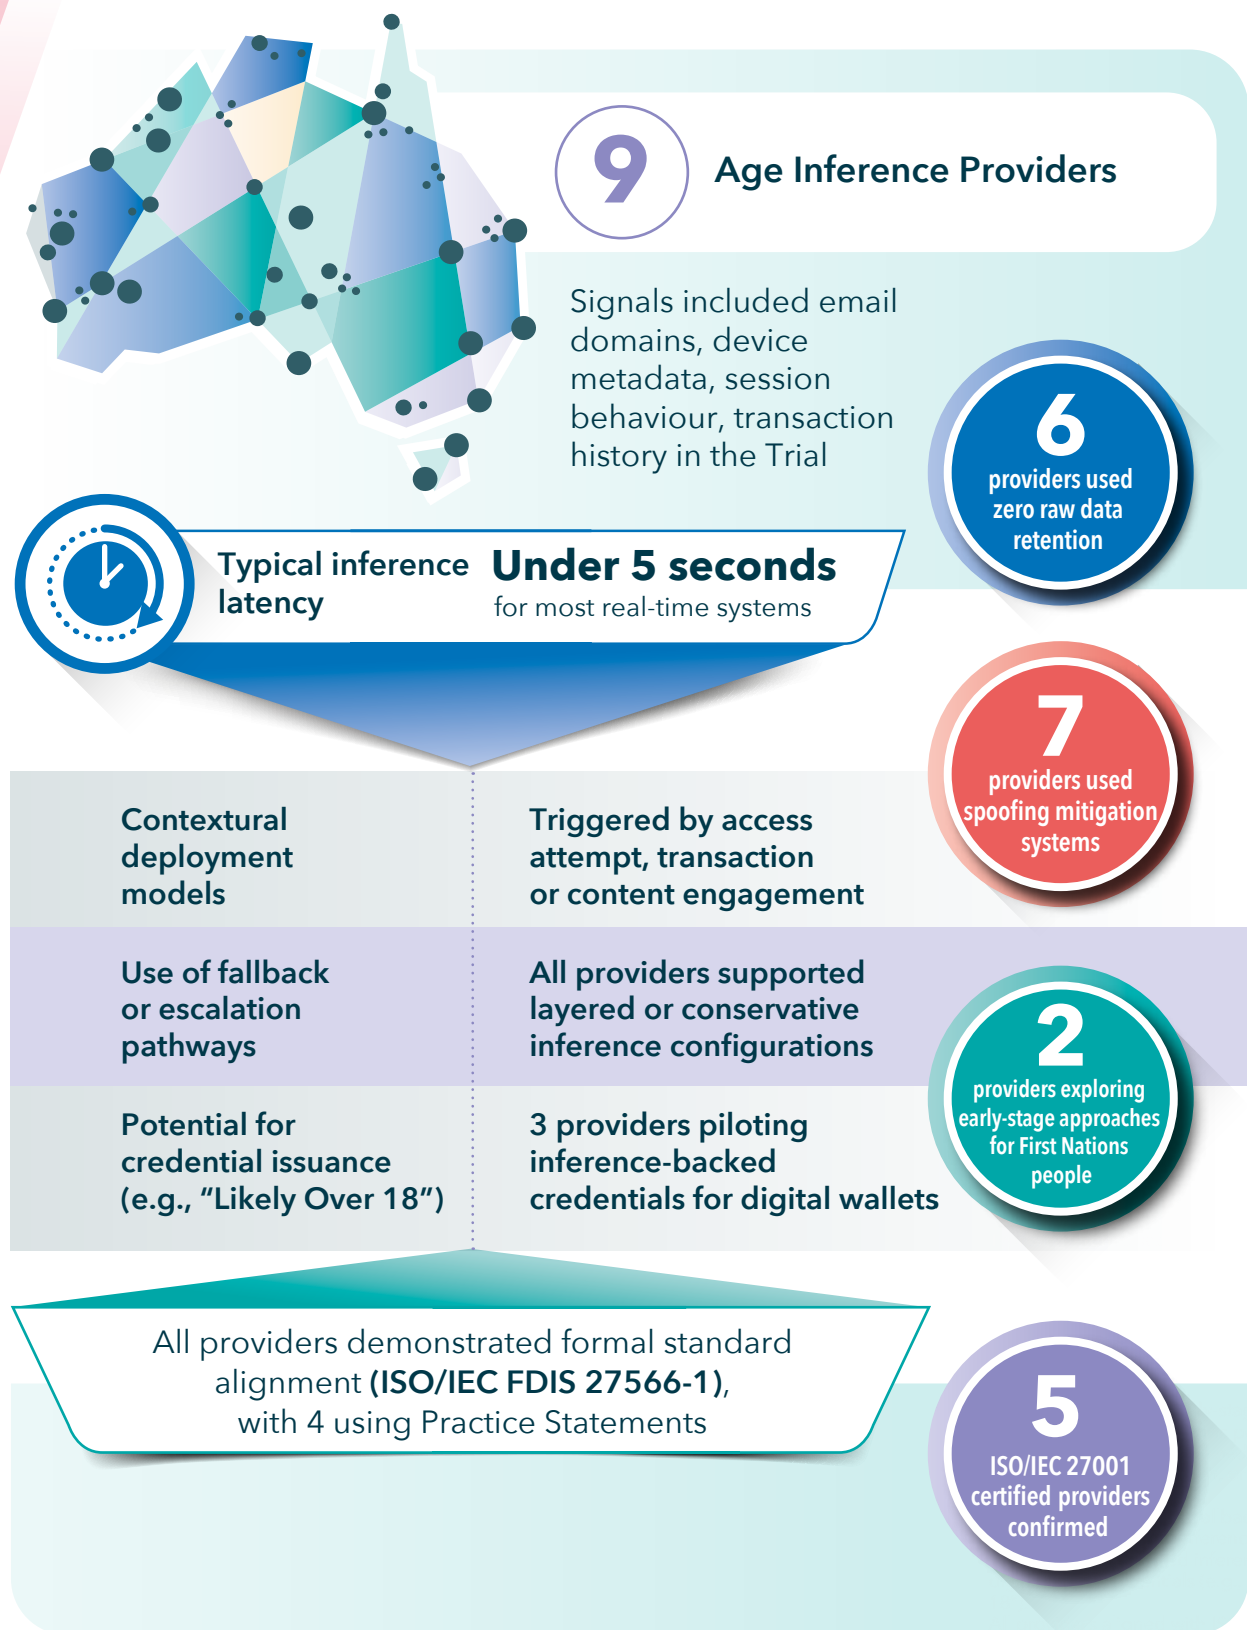 9
Age Inference Providers
Signals included email
domains, device
metadata, session
behaviour, transaction
history in the Trial
6
providers used
zero raw data
retention
Typical inference
latency
Under 5 seconds
for most real-time systems
7
providers used
spoofing mitigation
systems
Contextural
deployment
models
Triggered by access
attempt, transaction
or content engagement
Use of fallback
or escalation
pathways
All providers supported
layered or conservative
inference configurations
2
providers exploring
early-stage approaches
for First Nations
people
Potential for
credential issuance
(e.g., “Likely Over 18”)
3 providers piloting
inference-backed
credentials for digital wallets
All providers demonstrated formal standard
alignment (ISO/IEC FDIS 27566-1),
with 4 using Practice Statements
5
ISO/IEC 27001
certified providers
confirmed